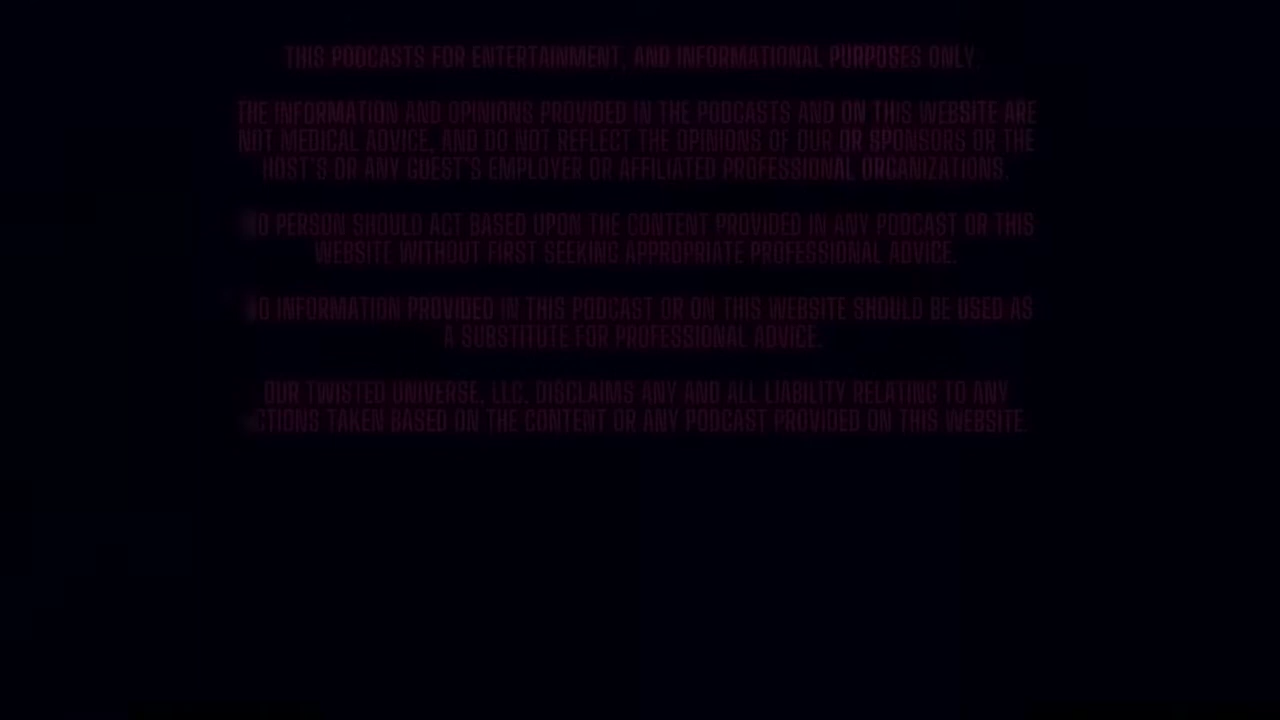 THIS PODCASTS FOR ENTERTAINMENT, AND INFORMATIONAL PURPOSES ONLY
THE INFORMATION AND OPINIONS PROVIDED IN THE PODCASTS AND ON THIS WEBSITE ARE
NOT MEDICAL ADVICE, AND DO NOT REFLECT THE OPINIONS OF OUR OR SPONSORS OR THE
HOST'S OR ANY GUEST'S EMPLOYER OR AFFILIATED PROFESSIONAL ORGANIZATIONS.
NO PERSON SHOULD ACT BASED UPON THE CONTENT PROVIDED IN ANY PODCAST OR THIS
WEBSITE WITHOUT FIRST SEEKING APPROPRIATE PROFESSIONAL ADVICE.
NO INFORMATION PROVIDED IN THIS PODCAST OR ON THIS WEBSITE SHOULD BE USED AS
A SUBSTITUTE FOR PROFESSIONAL ADVICE.
OUR TWISTED UNIVERSE, LLC. DISCLAIMS ANY AND ALL LIABILITY RELATING TO ANY
ACTIONS TAKEN BASED ON THE CONTENT OR ANY PODCAST PROVIDED ON THIS WEBSITE.